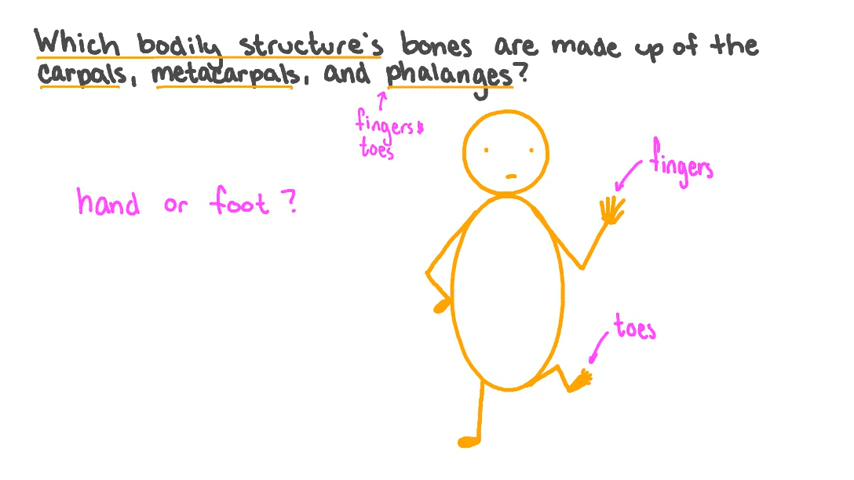 Which bodily structure's bones are made up of the
carpals, metacarpals, and phalanges?
fingers &
toes
fingers
hand or foot?
toes